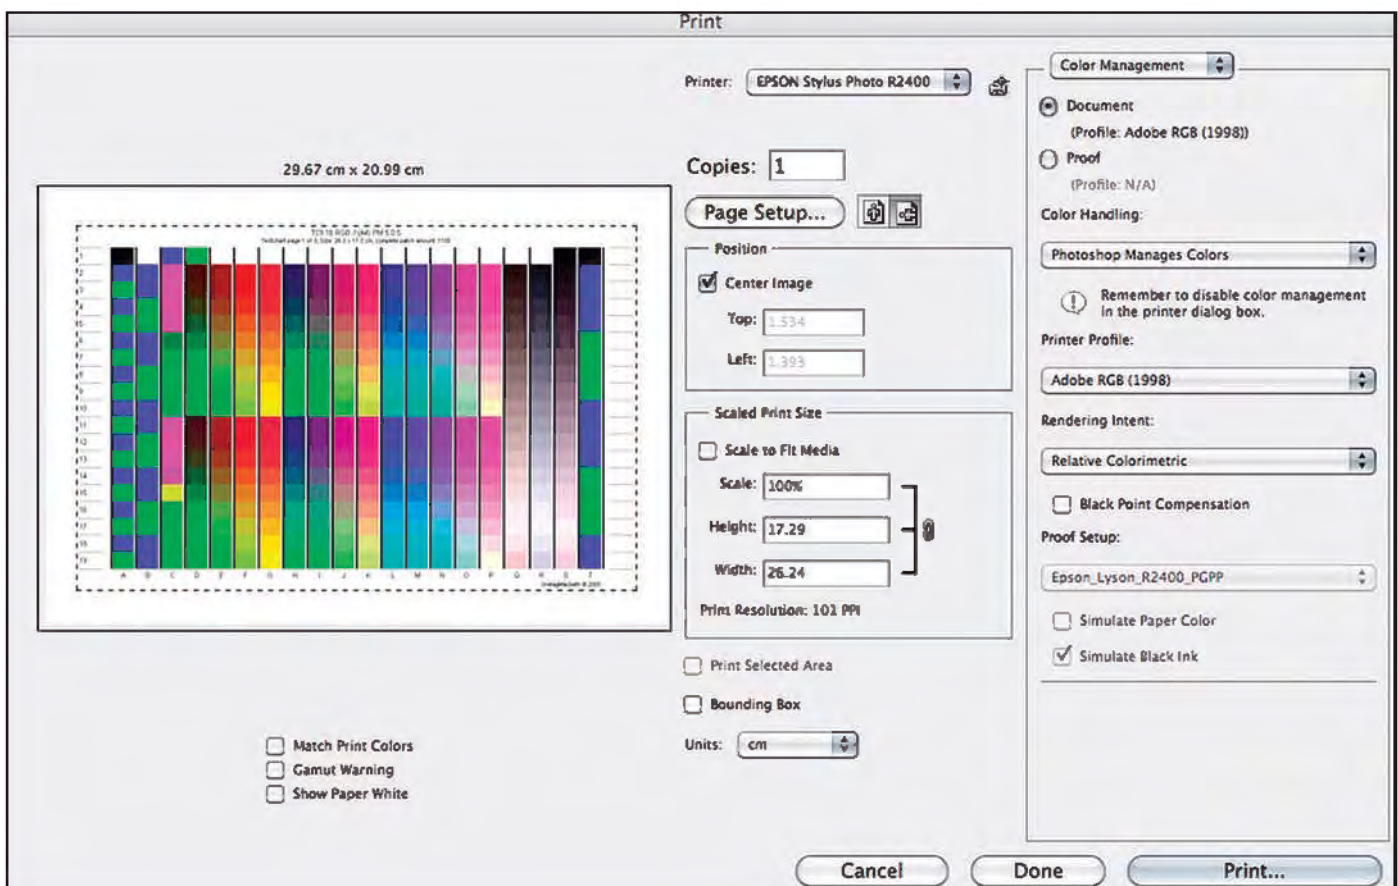 Print
29.67 cm x 20.99 cm
A B C D E F G H I J K L M N O P Q R S T
Match Print Colors
Gamut Warning
Show Paper White
Printer: EPSON Stylus Photo R2400
Copies: 1
Page Setup...
Position
Center Image
Top: 1.534
Left: 1.393
Scaled Print Size
Scale to Fit Media
Scale: 100%
Height: 17.29
Width: 26.24
Print Resolution: 101 PPI
Print Selected Area
Bounding Box
Units: cm
Color Management
Document
(Profile: Adobe RGB (1998))
Proof
(Profile: N/A)
Color Handling:
Photoshop Manages Colors
Remember to disable color management
in the printer dialog box.
Printer Profile:
Adobe RGB (1998)
Rendering Intent:
Relative Colorimetric
Black Point Compensation
Proof Setup:
Epson_Lyson_R2400_PGPP
Simulate Paper Color
Simulate Black Ink
Cancel
Done
Print...